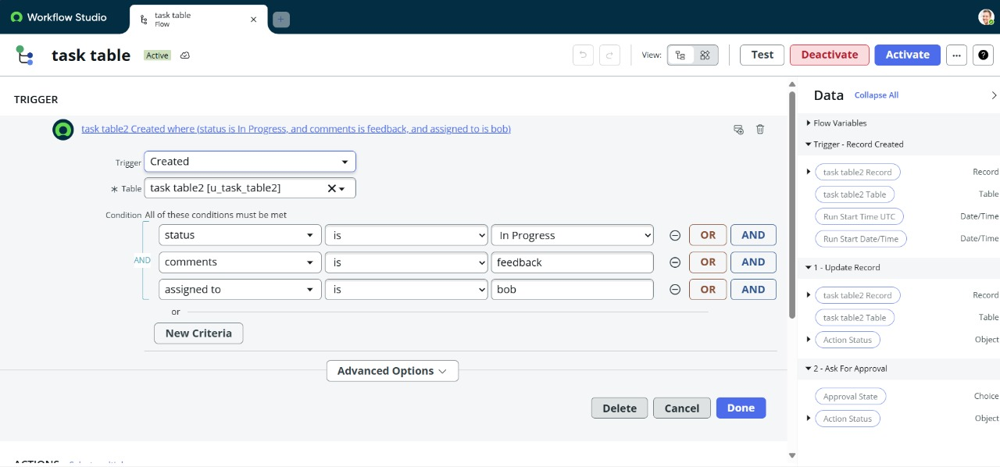 Workflow Studio
task table
Flow
task table
Active
View:
Test
Deactivate
Activate
TRIGGER
task table2 Created where (status is In Progress, and comments is feedback, and assigned to is bob)
Trigger
Created
* Table
task table2 [u_task_table2]
Condition All of these conditions must be met
status is In Progress OR AND
AND
comments is feedback OR AND
assigned to is bob OR AND
or
New Criteria
Advanced Options
Delete
Cancel
Done
ACTIONS
Data
Collapse All
Flow Variables
Trigger - Record Created
task table2 Record Record
task table2 Table Table
Run Start Time UTC Date/Time
Run Start Date/Time Date/Time
1 - Update Record
task table2 Record Record
task table2 Table Table
Action Status Object
2 - Ask For Approval
Approval State Choice
Action Status Object